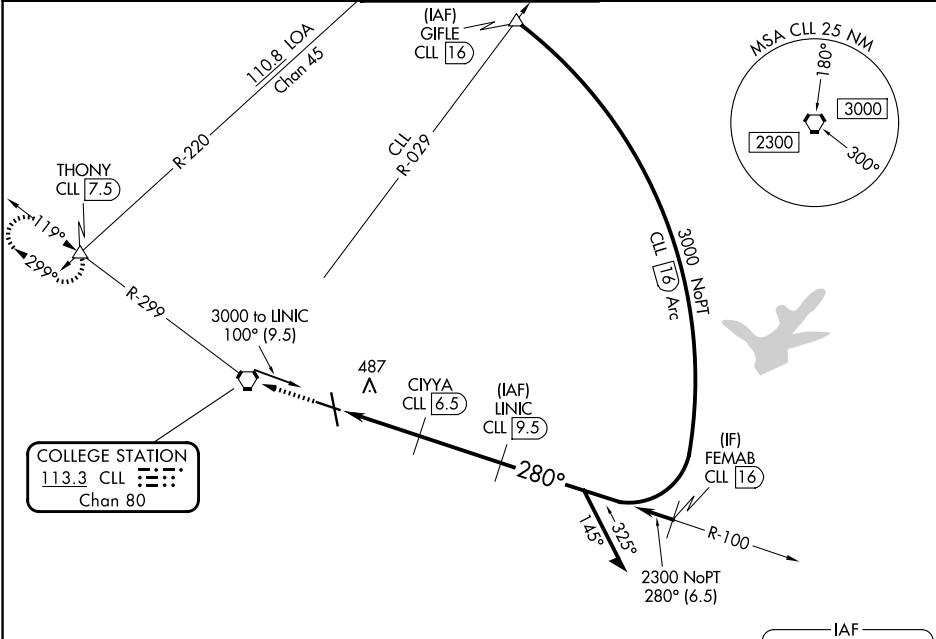 (IAF)
GIFLE
CLL 16
110.8 LOA
Chan 45
R-220
CLL
R-029
MSA CLL 25 NM
180°
3000
2300
300°
THONY
CLL 7.5
119°
299°
R-299
3000 NoPT
CLL 16 Arc
3000 to LINIC
100° (9.5)
487
CIYYA
CLL 6.5
(IAF)
LINIC
CLL 9.5
280°
(IF)
FEMAB
CLL 16
R-100
145°
325°
2300 NoPT
280° (6.5)
COLLEGE STATION
113.3 CLL
Chan 80
IAF